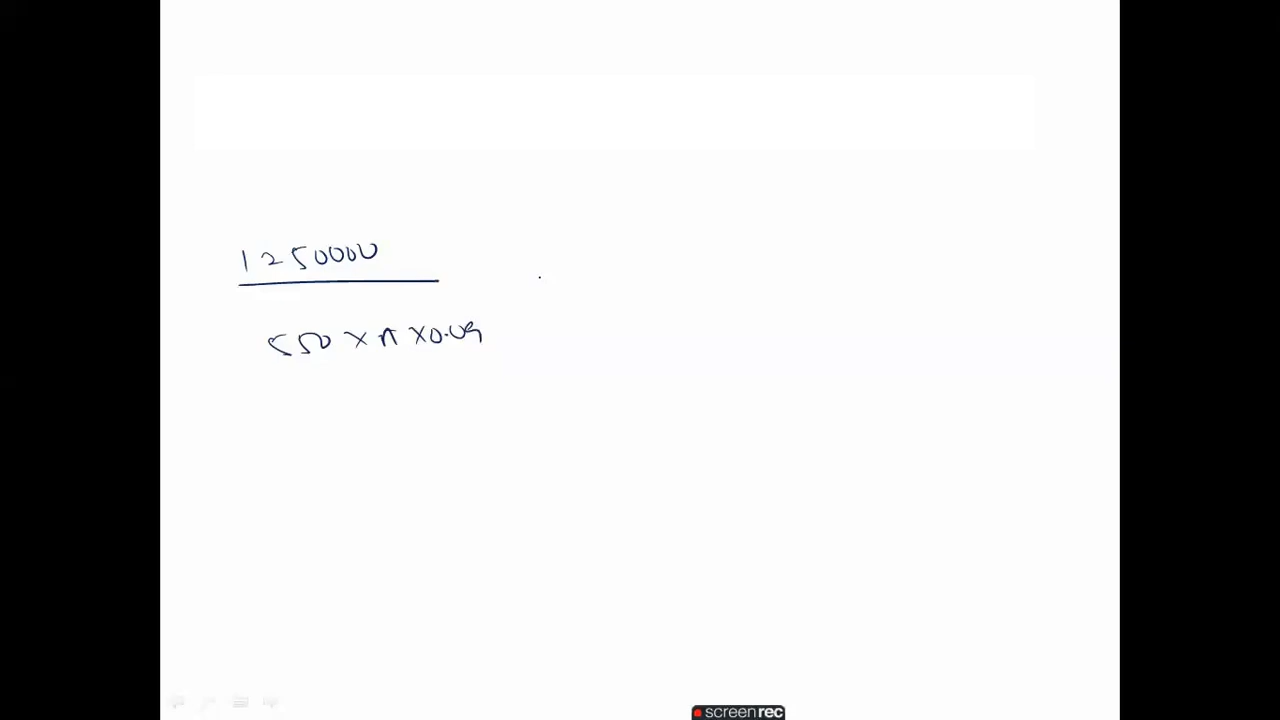 1250000
550 × π × 0.09
screenrec